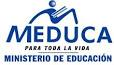 MEDUCA
PARA TODA LA VIDA
MINISTERIO DE EDUCACIÓN